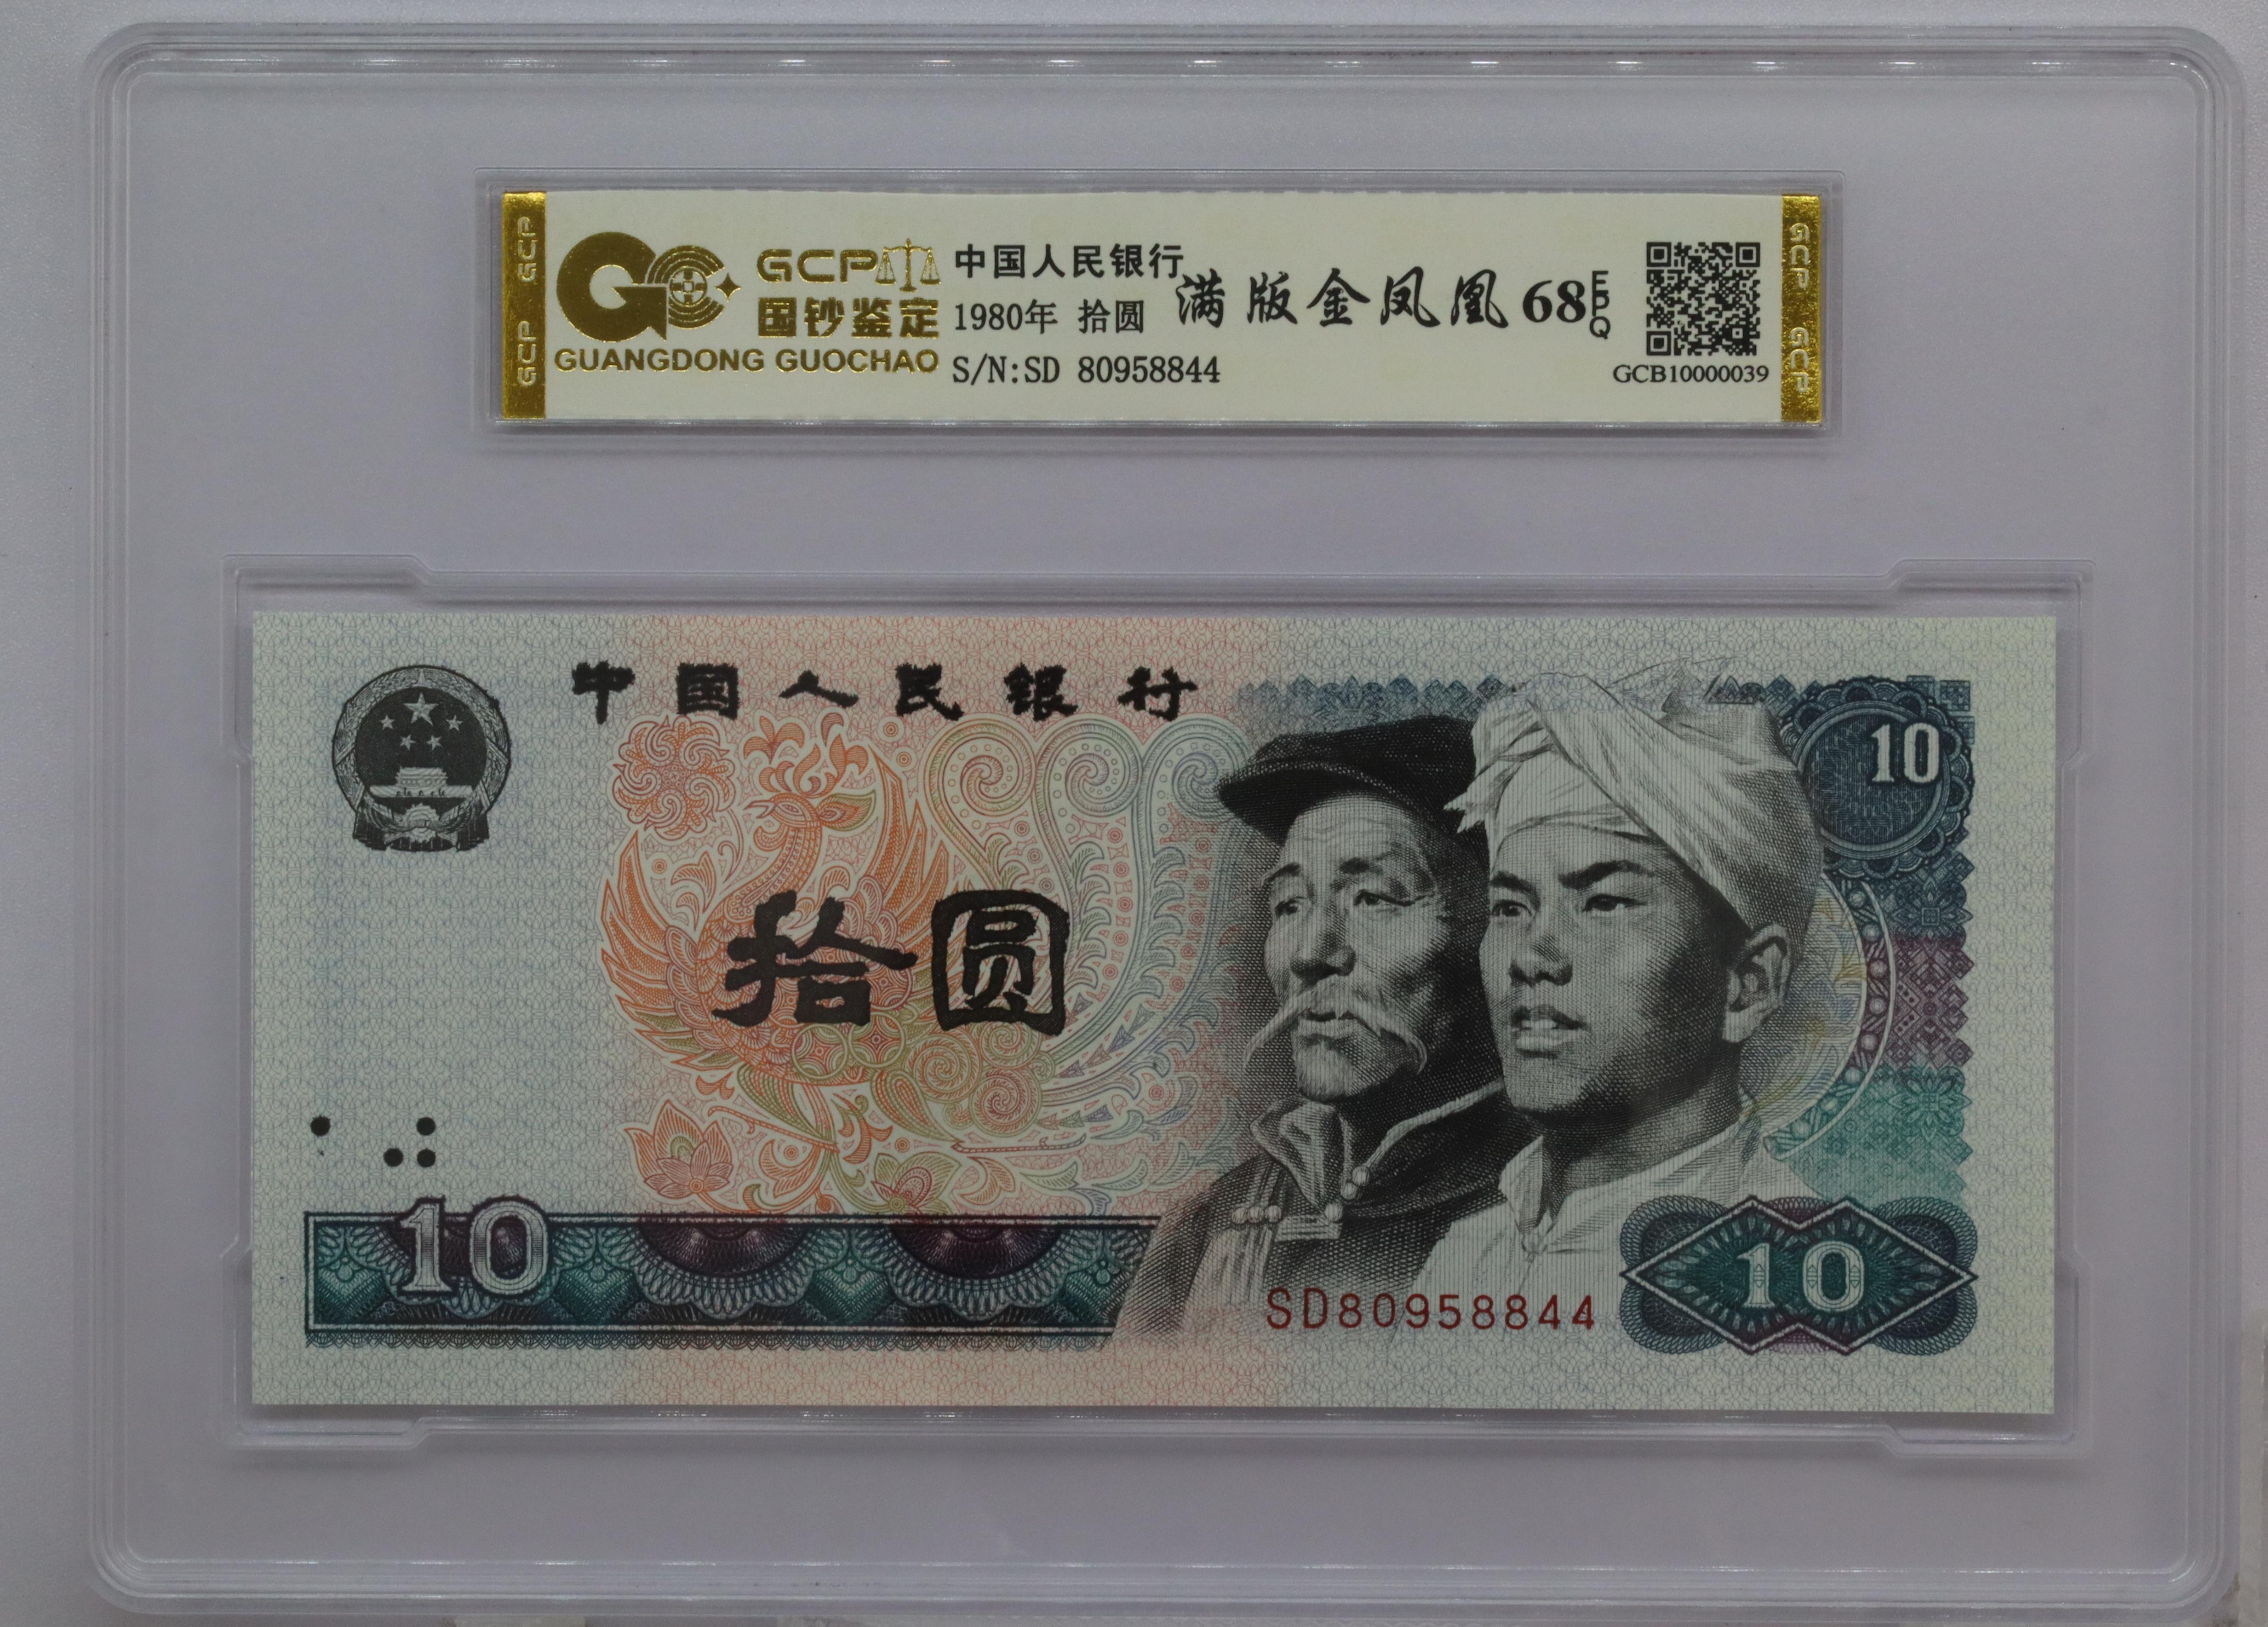 GCP GCP
GCP
国钞鉴定
GUANGDONG GUOCHAO
中国人民银行
1980年 拾圆
S/N:SD 80958844
满版金凤凰 68 EPQ
GCB10000039
GCP GCP
中国人民银行
10
拾圆
10
SD80958844
10